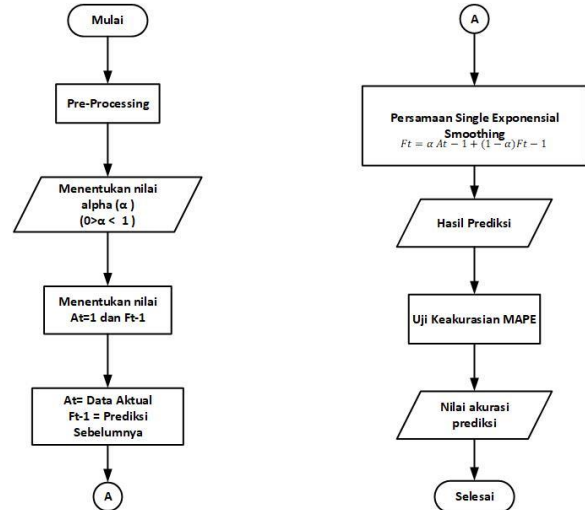 Mulai
Pre-Processing
Menentukan nilai
alpha (α )
(0>α < 1 )
Menentukan nilai
At=1 dan Ft-1
At= Data Aktual
Ft-1 = Prediksi
Sebelumnya
A
A
Persamaan Single Exponensial
Smoothing
Ft = α At − 1 + (1 − α)Ft − 1
Hasil Prediksi
Uji Keakurasian MAPE
Nilai akurasi
prediksi
Selesai